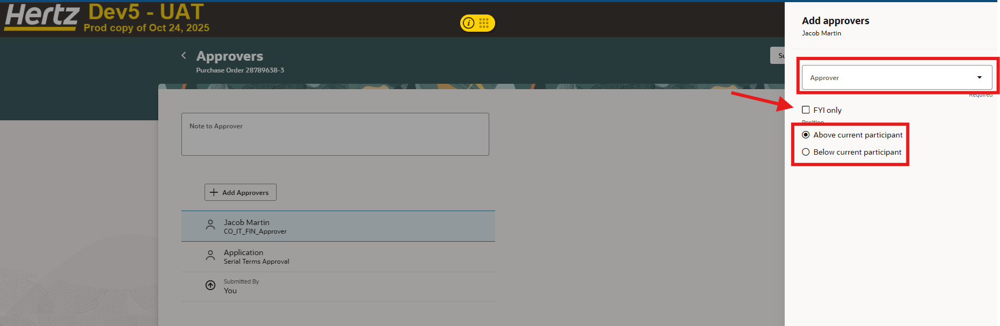 Hertz
Dev5 - UAT
Prod copy of Oct 24, 2025
Approvers
Purchase Order 28789638-3
Note to Approver
Add Approvers
Jacob Martin
CO_IT_FIN_Approver
Application
Serial Terms Approval
Submitted By
You
Add approvers
Jacob Martin
Approver
Required
FYI only
Position
Above current participant
Below current participant